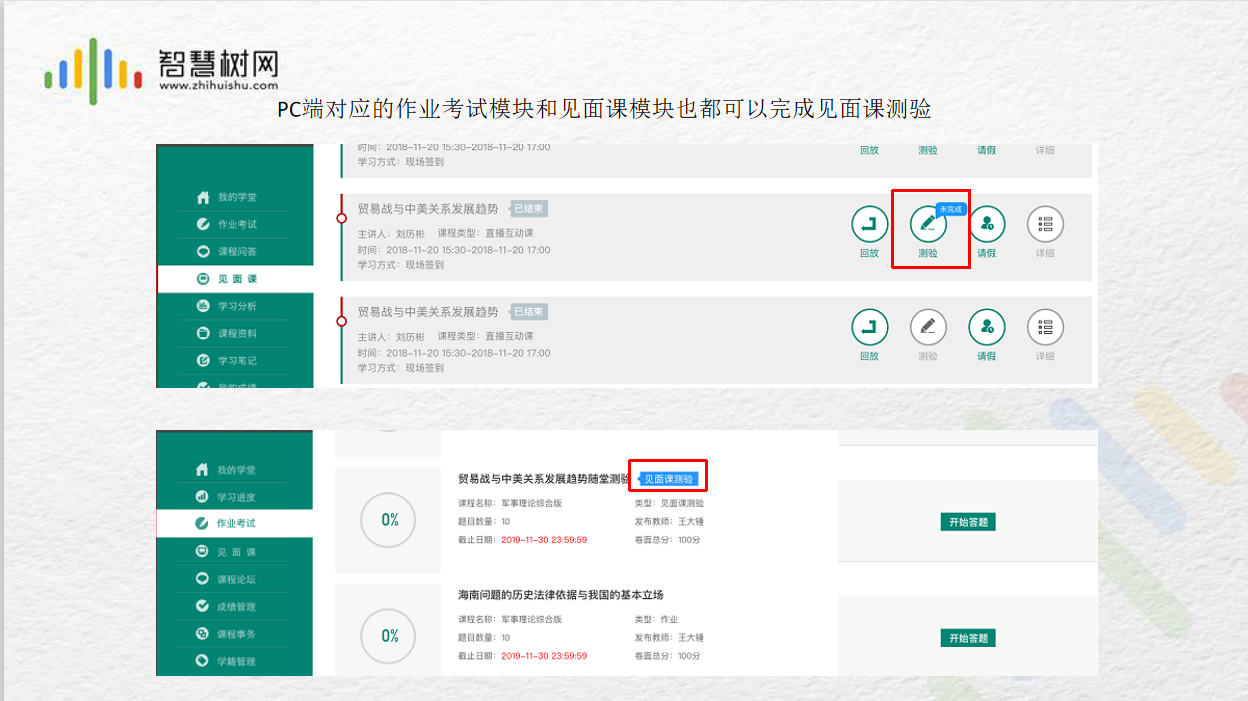 智慧树网
www.zhihuishu.com
PC端对应的作业考试模块和见面课模块也都可以完成见面课测验
我的学堂
作业考试
课程问答
见 面 课
学习分析
课程资料
学习笔记
我的成绩
时间：2018-11-20 15:30-2018-11-20 17:00
学习方式：现场签到
回放 测验 请假 详细
贸易战与中美关系发展趋势 已结束
主讲人：刘历彬 课程类型：直播互动课
时间：2018-11-20 15:30-2018-11-20 17:00
学习方式：现场签到
未完成
回放 测验 请假 详细
贸易战与中美关系发展趋势 已结束
主讲人：刘历彬 课程类型：直播互动课
时间：2018-11-20 15:30-2018-11-20 17:00
学习方式：现场签到
回放 测验 请假 详细
我的学堂
学习进度
作业考试
见 面 课
课程论坛
成绩管理
课程事务
学籍管理
0%
贸易战与中美关系发展趋势随堂测验 见面课测验
课程名称：军事理论综合版 类型：见面课测验
题目数量：10 发布教师：王大锤
截止日期：2019-11-30 23:59:59 卷面总分：100分
开始答题
0%
海南问题的历史法律依据与我国的基本立场
课程名称：军事理论综合版 类型：作业
题目数量：10 发布教师：王大锤
截止日期：2019-11-30 23:59:59 卷面总分：100分
开始答题